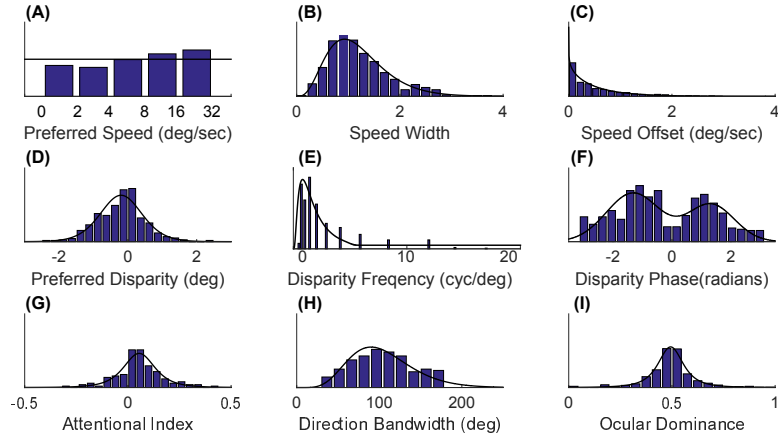 (A) (B) (C)
0 2 4 8 16 32 0 2 4 0 2 4
Preferred Speed (deg/sec) Speed Width Speed Offset (deg/sec)
(D) (E) (F)
-2 0 2 0 10 20 -2 0 2
Preferred Disparity (deg) Disparity Freqency (cyc/deg) Disparity Phase(radians)
(G) (H) (I)
-0.5 0 0.5 0 100 200 0 0.5 1
Attentional Index Direction Bandwidth (deg) Ocular Dominance